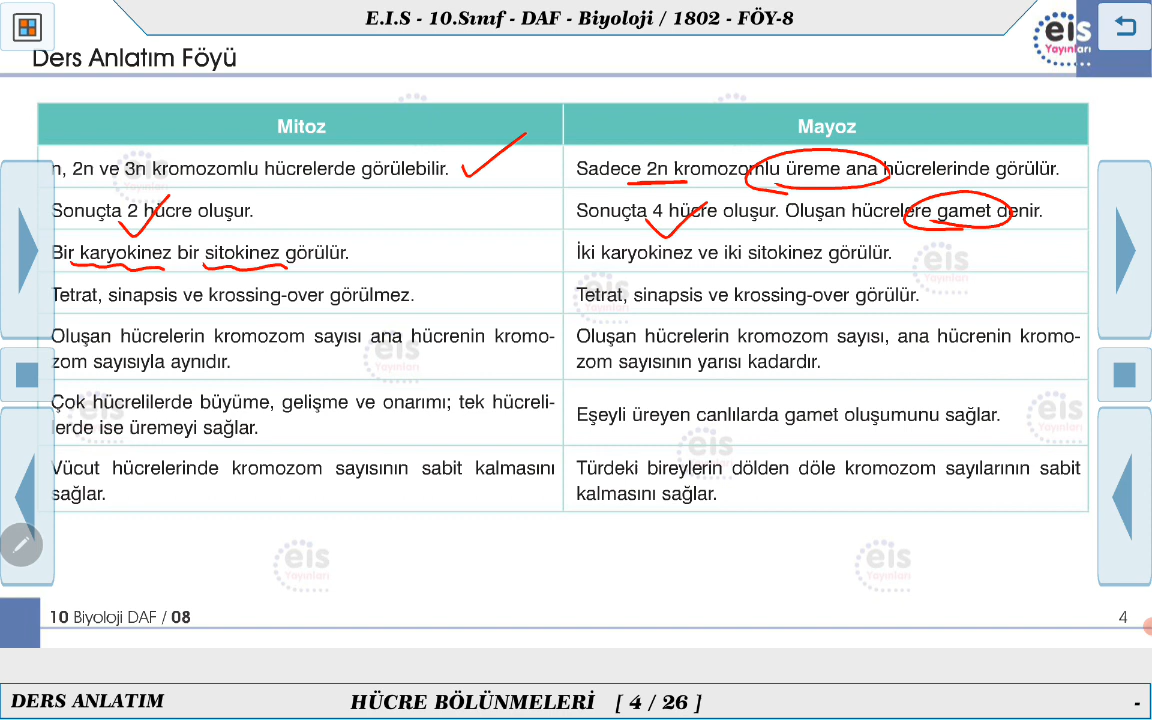 E.I.S - 10.Sınıf - DAF - Biyoloji / 1802 - FÖY-8
eis
Yayınları
Ders Anlatım Föyü
Mitoz
Mayoz
n, 2n ve 3n kromozomlu hücrelerde görülebilir.
Sadece 2n kromozomlu üreme ana hücrelerinde görülür.
Sonuçta 2 hücre oluşur.
Sonuçta 4 hücre oluşur. Oluşan hücrelere gamet denir.
Bir karyokinez bir sitokinez görülür.
İki karyokinez ve iki sitokinez görülür.
Tetrat, sinapsis ve krossing-over görülmez.
Tetrat, sinapsis ve krossing-over görülür.
Oluşan hücrelerin kromozom sayısı ana hücrenin kromo-
zom sayısıyla aynıdır.
Oluşan hücrelerin kromozom sayısı, ana hücrenin kromo-
zom sayısının yarısı kadardır.
Çok hücrelilerde büyüme, gelişme ve onarımı; tek hücreli-
lerde ise üremeyi sağlar.
Eşeyli üreyen canlılarda gamet oluşumunu sağlar.
Vücut hücrelerinde kromozom sayısının sabit kalmasını
sağlar.
Türdeki bireylerin dölden döle kromozom sayılarının sabit
kalmasını sağlar.
eis
Yayınları
eis
Yayınları
10 Biyoloji DAF / 08
4
DERS ANLATIM
HÜCRE BÖLÜNMELERİ [ 4 / 26 ]
-